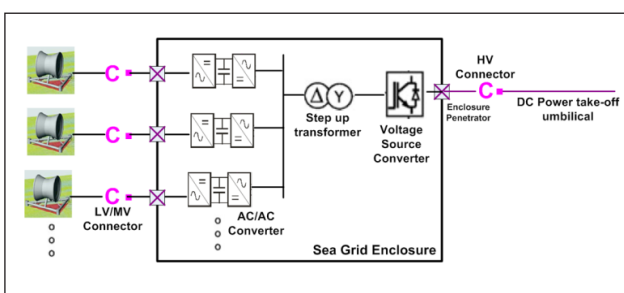 HV
Connector
C
C
C
C
Δ
Y
Step up
transformer
Voltage
Source
Converter
Enclosure
Penetrator
DC Power take-off
umbilical
LV/MV
Connector
AC/AC
Converter
Sea Grid Enclosure